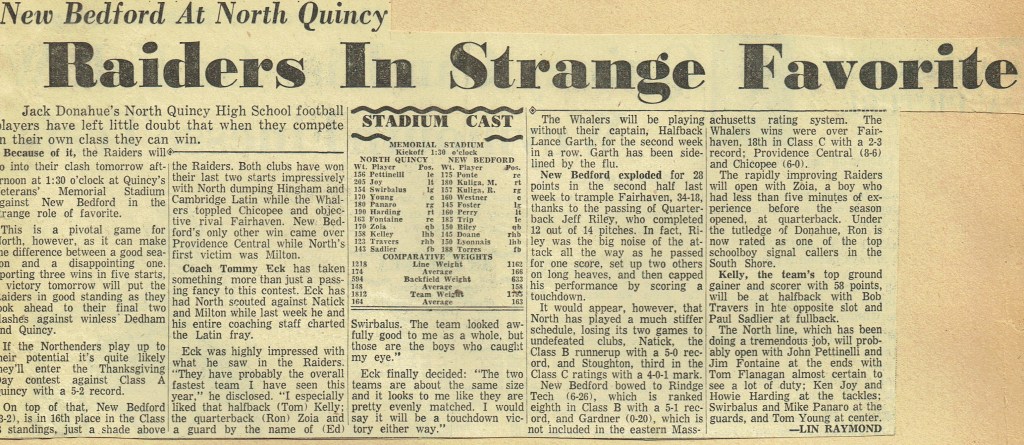 New Bedford At North Quincy
Raiders In Strange Favorite
Jack Donahue's North Quincy High School football
players have left little doubt that when they compete
in their own class they can win.
Because of it, the Raiders will
go into their clash tomorrow aft-
ernoon at 1:30 o'clock at Quincy's
Veterans' Memorial Stadium
against New Bedford in the
strange role of favorite.
This is a pivotal game for
North, however, as it can make
the difference between a good sea-
son and a disappointing one.
Sporting three wins in five starts,
a victory tomorrow will put the
Raiders in good standing as they
look ahead to their final two
clashes against winless Dedham
and Quincy.
If the Northenders play up to
their potential it's quite likely
they'll enter the Thanksgiving
Day contest against Class A
Quincy with a 5-2 record.
On top of that, New Bedford
(3-2), is in 16th place in the Class
B standings, just a shade above
the Raiders. Both clubs have won
their last two starts impressively
with North dumping Hingham and
Cambridge Latin while the Whal-
ers toppled Chicopee and objec-
tive rival Fairhaven. New Bed-
ford's only other win came over
Providence Central while North's
first victim was Milton.
Coach Tommy Eck has taken
something more than just a pass-
ing fancy to this contest. Eck has
had North scouted against Natick
and Milton while last week he and
his entire coaching staff charted
the Latin fray.
Eck was highly impressed with
what he saw in the Raiders.
"They have probably the overall
fastest team I have seen this
year," he disclosed. "I especially
liked that halfback (Tom) Kelly;
the quarterback (Ron) Zoia and
a guard by the name of (Ed)
STADIUM CAST
MEMORIAL STADIUM
Kickoff 1:30 o'clock
NORTH QUINCY NEW BEDFORD
Wt. Player Pos. Wt. Player Pos.
156 Pettinelli le 175 Ponte re
205 Joy lt 180 Kuliga, M. rt
154 Swirbalus lg 157 Kuliga, R. rg
170 Young c 160 Westner c
180 Panaro rg 145 Foster lg
190 Harding rt 160 Perry lt
163 Fontaine re 183 Trip le
170 Zoia qb 150 Riley qb
158 Kelley lhb 145 Doane rhb
123 Travers rhb 150 Lyonnais lhb
143 Sadlier fb 188 Torres fb
COMPARATIVE WEIGHTS
1218 Line Weight 1162
174 Average 166
594 Backfield Weight 633
148 Average 158
1812 Team Weight 1795
164 Average 163
Swirbalus. The team looked aw-
fully good to me as a whole, but
those are the boys who caught
my eye."
Eck finally decided: "The two
teams are about the same size
and it looks to me like they are
pretty evenly matched. I would
say it will be a touchdown vic-
tory either way."
The Whalers will be playing
without their captain, Halfback
Lance Garth, for the second week
in a row. Garth has been side-
lined by the flu.
New Bedford exploded for 28
points in the second half last
week to trample Fairhaven, 34-18,
thanks to the passing of Quarter-
back Jeff Riley, who completed
12 out of 14 pitches. In fact, Ri-
ley was the big noise of the at-
tack all the way as he passed
for one score, set up two others
on long heaves, and then capped
his performance by scoring a
touchdown.
It would appear, however, that
North has played a much stiffer
schedule, losing its two games to
undefeated clubs, Natick, the
Class B runnerup with a 5-0 rec-
ord, and Stoughton, third in the
Class C ratings with a 4-0-1 mark.
New Bedford bowed to Rindge
Tech (6-26), which is ranked
eighth in Class B with a 5-1 rec-
ord, and Gardner (0-20), which is
not included in the eastern Mass-
achusetts rating system. The
Whalers wins were over Fair-
haven, 18th in Class C with a 2-3
record; Providence Central (8-6)
and Chicopee (6-0).
The rapidly improving Raiders
will open with Zoia, a boy who
had less than five minutes of ex-
perience before the season
opened, at quarterback. Under
the tutledge of Donahue, Ron is
now rated as one of the top
schoolboy signal callers in the
South Shore.
Kelly, the team's top ground
gainer and scorer with 58 points,
will be at halfback with Bob
Travers in hte opposite slot and
Paul Sadlier at fullback.
The North line, which has been
doing a tremendous job, will prob-
ably open with John Pettinelli and
Jim Fontaine at the ends with
Tom Flanagan almost certain to
see a lot of duty; Ken Joy and
Howie Harding at the tackles;
Swirbalus and Mike Panaro at the
guards, and Tom Young at center.
—LIN RAYMOND